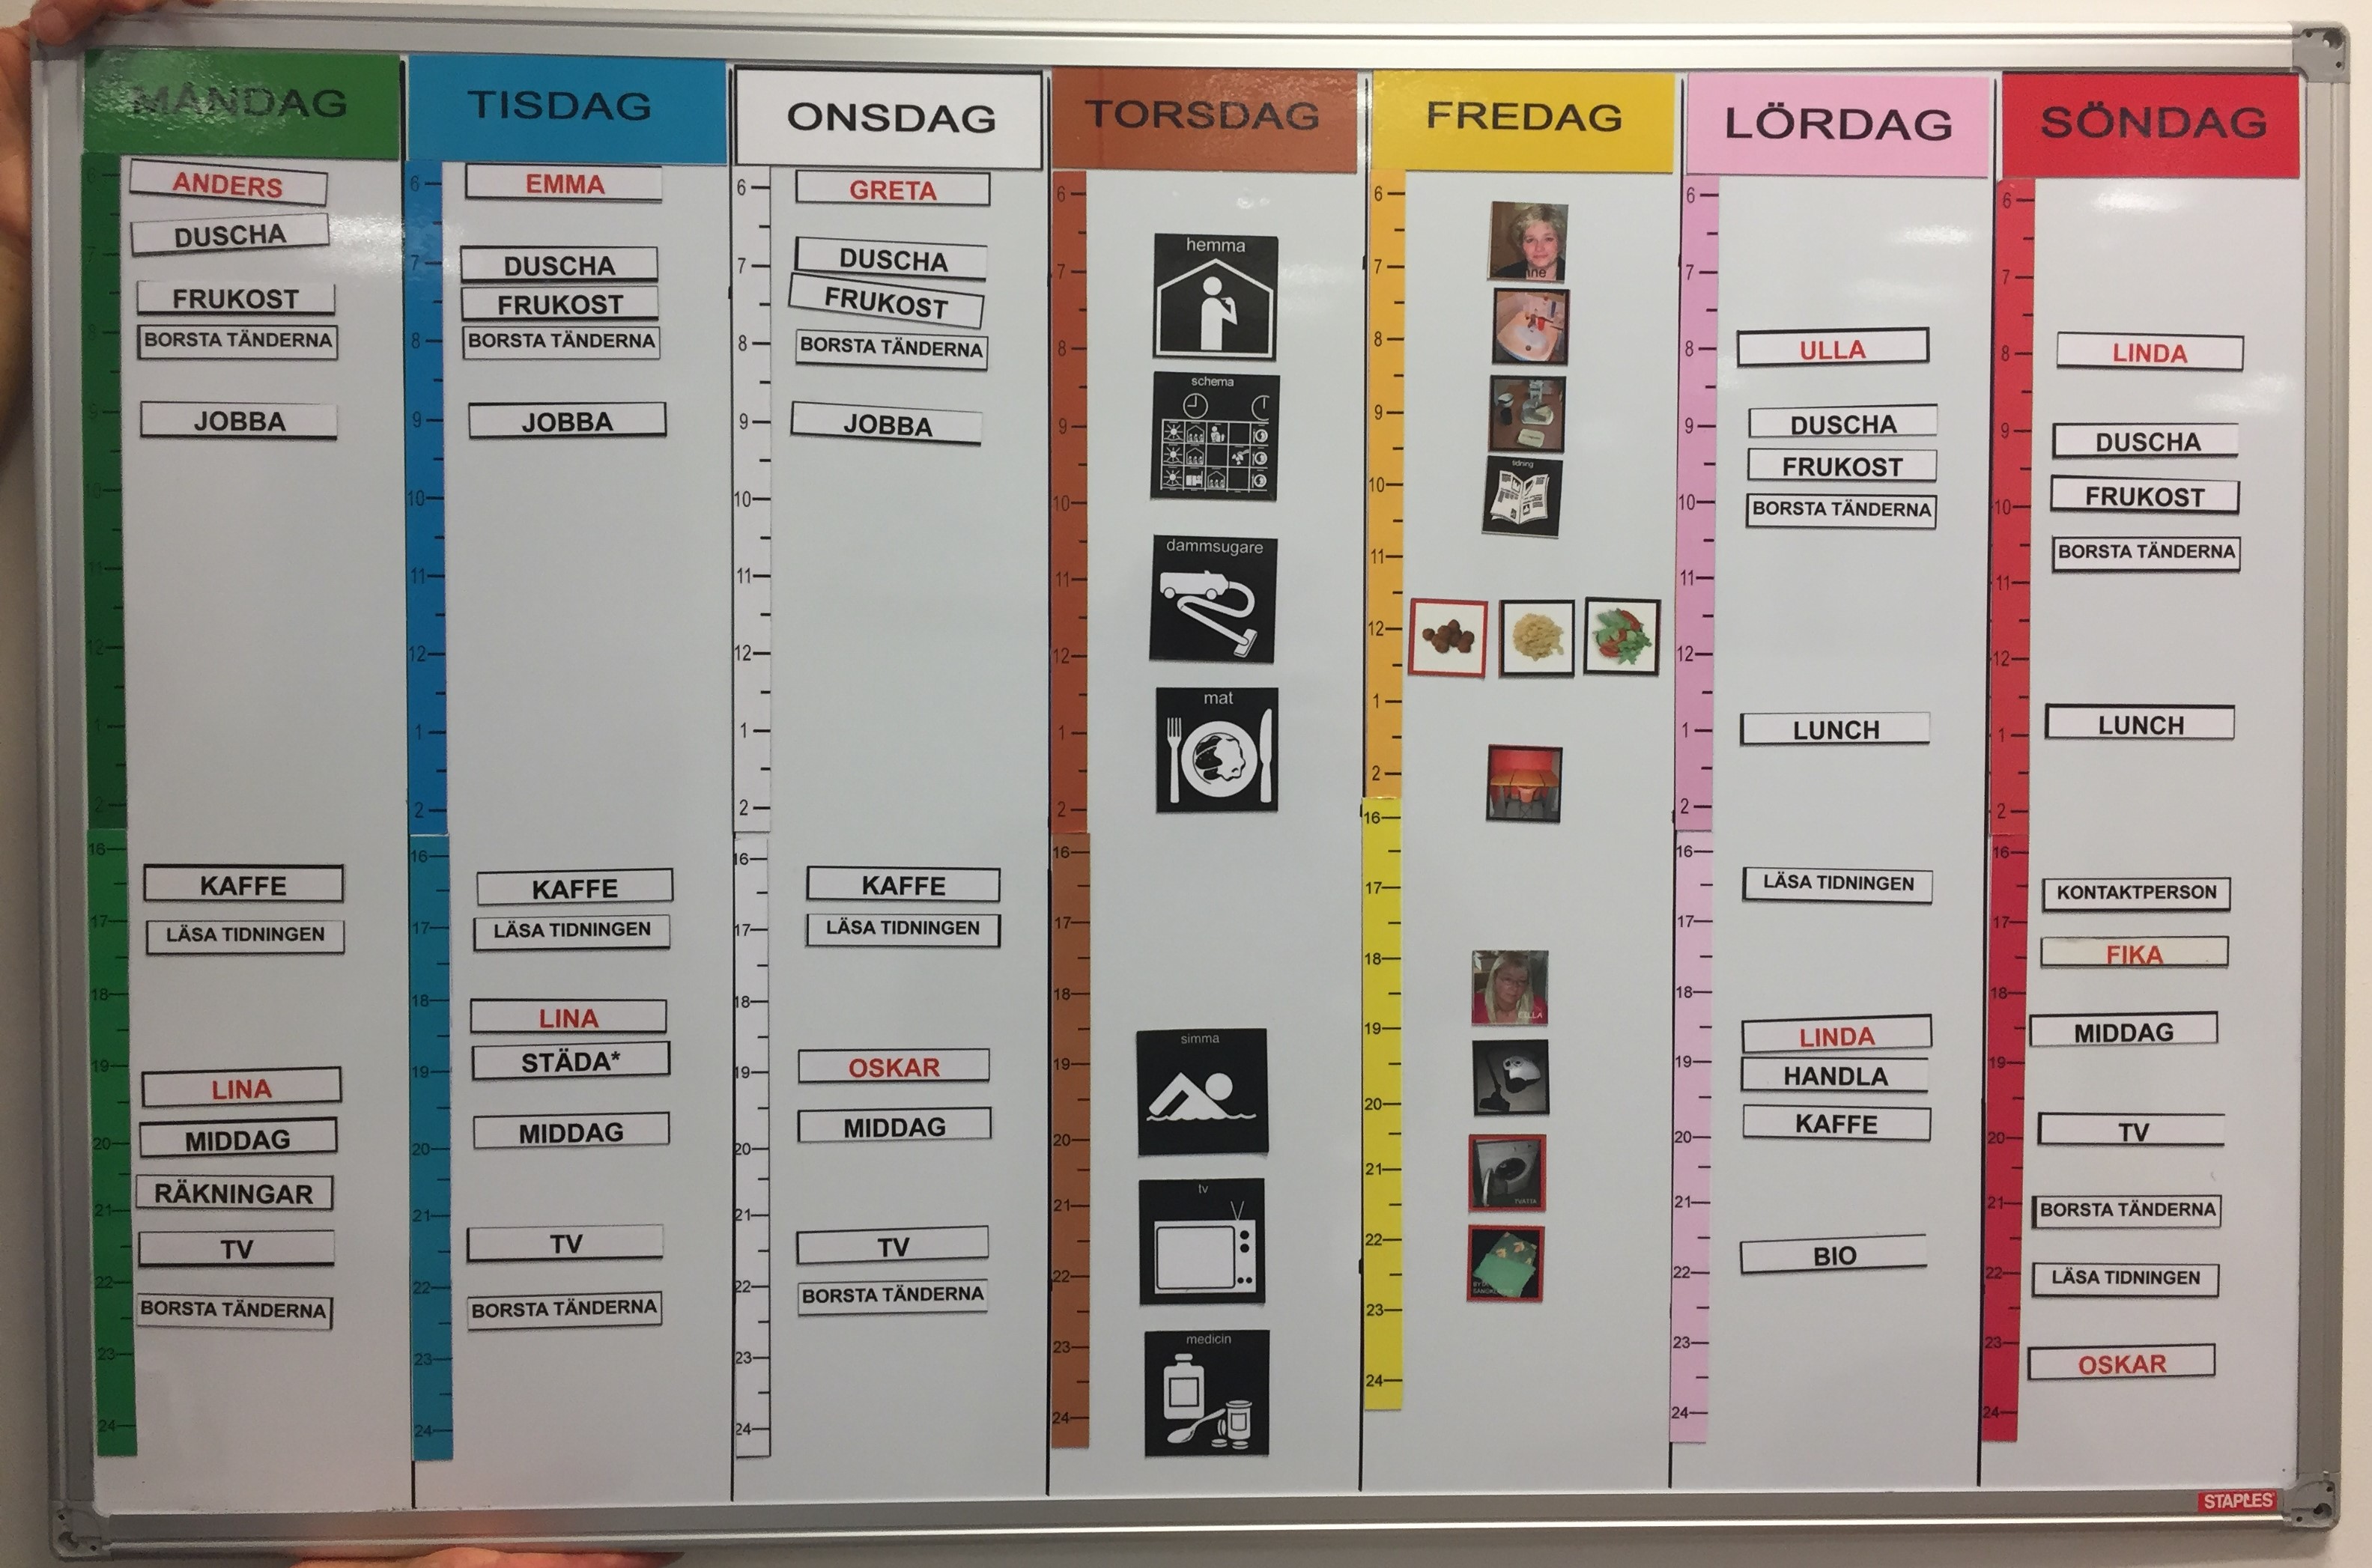 MÅNDAG
6
ANDERS
DUSCHA
7
FRUKOST
8
BORSTA TÄNDERNA
9
JOBBA
10
11
12
1
2
16
KAFFE
17
LÄSA TIDNINGEN
18
19
LINA
20
MIDDAG
RÄKNINGAR
21
TV
22
BORSTA TÄNDERNA
23
24
TISDAG
6
EMMA
7
DUSCHA
FRUKOST
8
BORSTA TÄNDERNA
9
JOBBA
10
11
12
1
2
16
KAFFE
17
LÄSA TIDNINGEN
18
LINA
STÄDA*
19
MIDDAG
20
21
TV
22
BORSTA TÄNDERNA
23
24
ONSDAG
6
GRETA
7
DUSCHA
FRUKOST
8
BORSTA TÄNDERNA
9
JOBBA
10
11
12
1
2
16
KAFFE
17
LÄSA TIDNINGEN
18
19
OSKAR
MIDDAG
20
21
TV
22
BORSTA TÄNDERNA
23
24
TORSDAG
6
hemma
7
8
schema
9
10
dammsugare
11
12
mat
1
2
16
17
18
simma
19
20
tv
21
22
medicin
23
24
FREDAG
6
7
8
9
tidning
10
11
12
1
2
16
17
18
19
20
21
TVÄTTA
22
23
24
LÖRDAG
6
7
8
ULLA
9
DUSCHA
FRUKOST
10
BORSTA TÄNDERNA
11
12
1
LUNCH
2
16
LÄSA TIDNINGEN
17
18
LINDA
19
HANDLA
KAFFE
20
21
BIO
22
23
24
SÖNDAG
6
7
8
LINDA
9
DUSCHA
FRUKOST
10
BORSTA TÄNDERNA
11
12
LUNCH
1
2
16
KONTAKTPERSON
17
FIKA
18
MIDDAG
19
TV
20
21
BORSTA TÄNDERNA
22
LÄSA TIDNINGEN
23
OSKAR
24
STAPLES